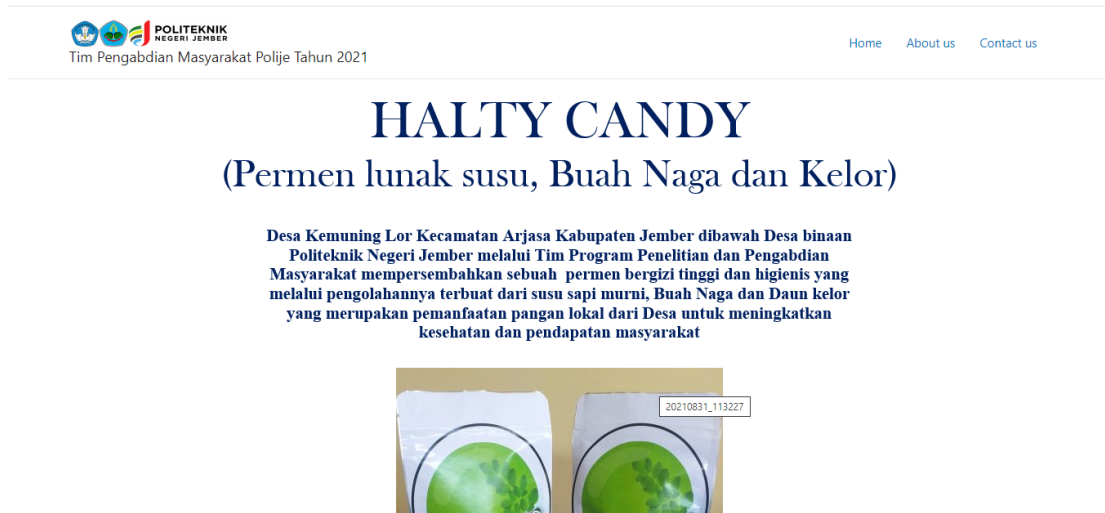 POLITEKNIK
NEGERI JEMBER
Tim Pengabdian Masyarakat Polije Tahun 2021
Home About us Contact us
HALTY CANDY
(Permen lunak susu, Buah Naga dan Kelor)
Desa Kemuning Lor Kecamatan Arjasa Kabupaten Jember dibawah Desa binaan
Politeknik Negeri Jember melalui Tim Program Penelitian dan Pengabdian
Masyarakat mempersembahkan sebuah  permen bergizi tinggi dan higienis yang
melalui pengolahannya terbuat dari susu sapi murni, Buah Naga dan Daun kelor
yang merupakan pemanfaatan pangan lokal dari Desa untuk meningkatkan
kesehatan dan pendapatan masyarakat
20210831_113227